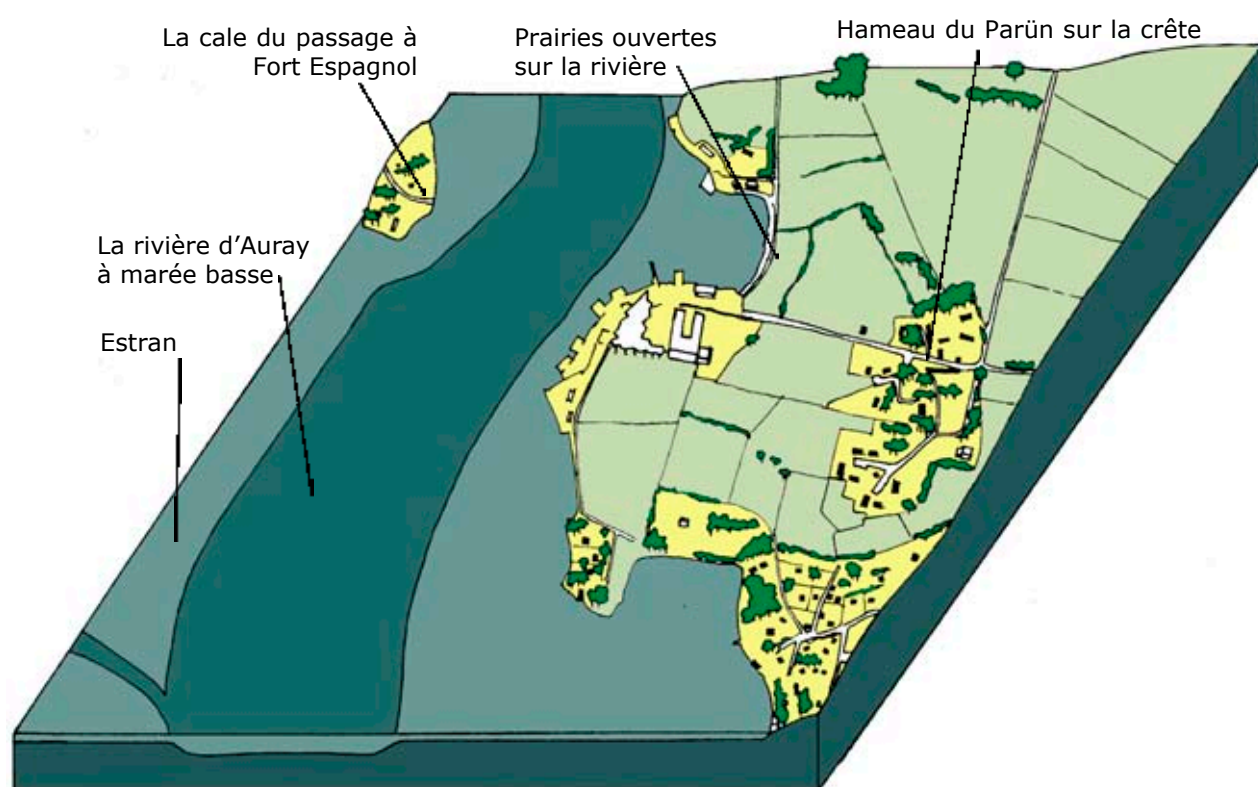 La cale du passage à
Fort Espagnol
Prairies ouvertes
sur la rivière
Hameau du Parün sur la crête
La rivière d’Auray
à marée basse
Estran